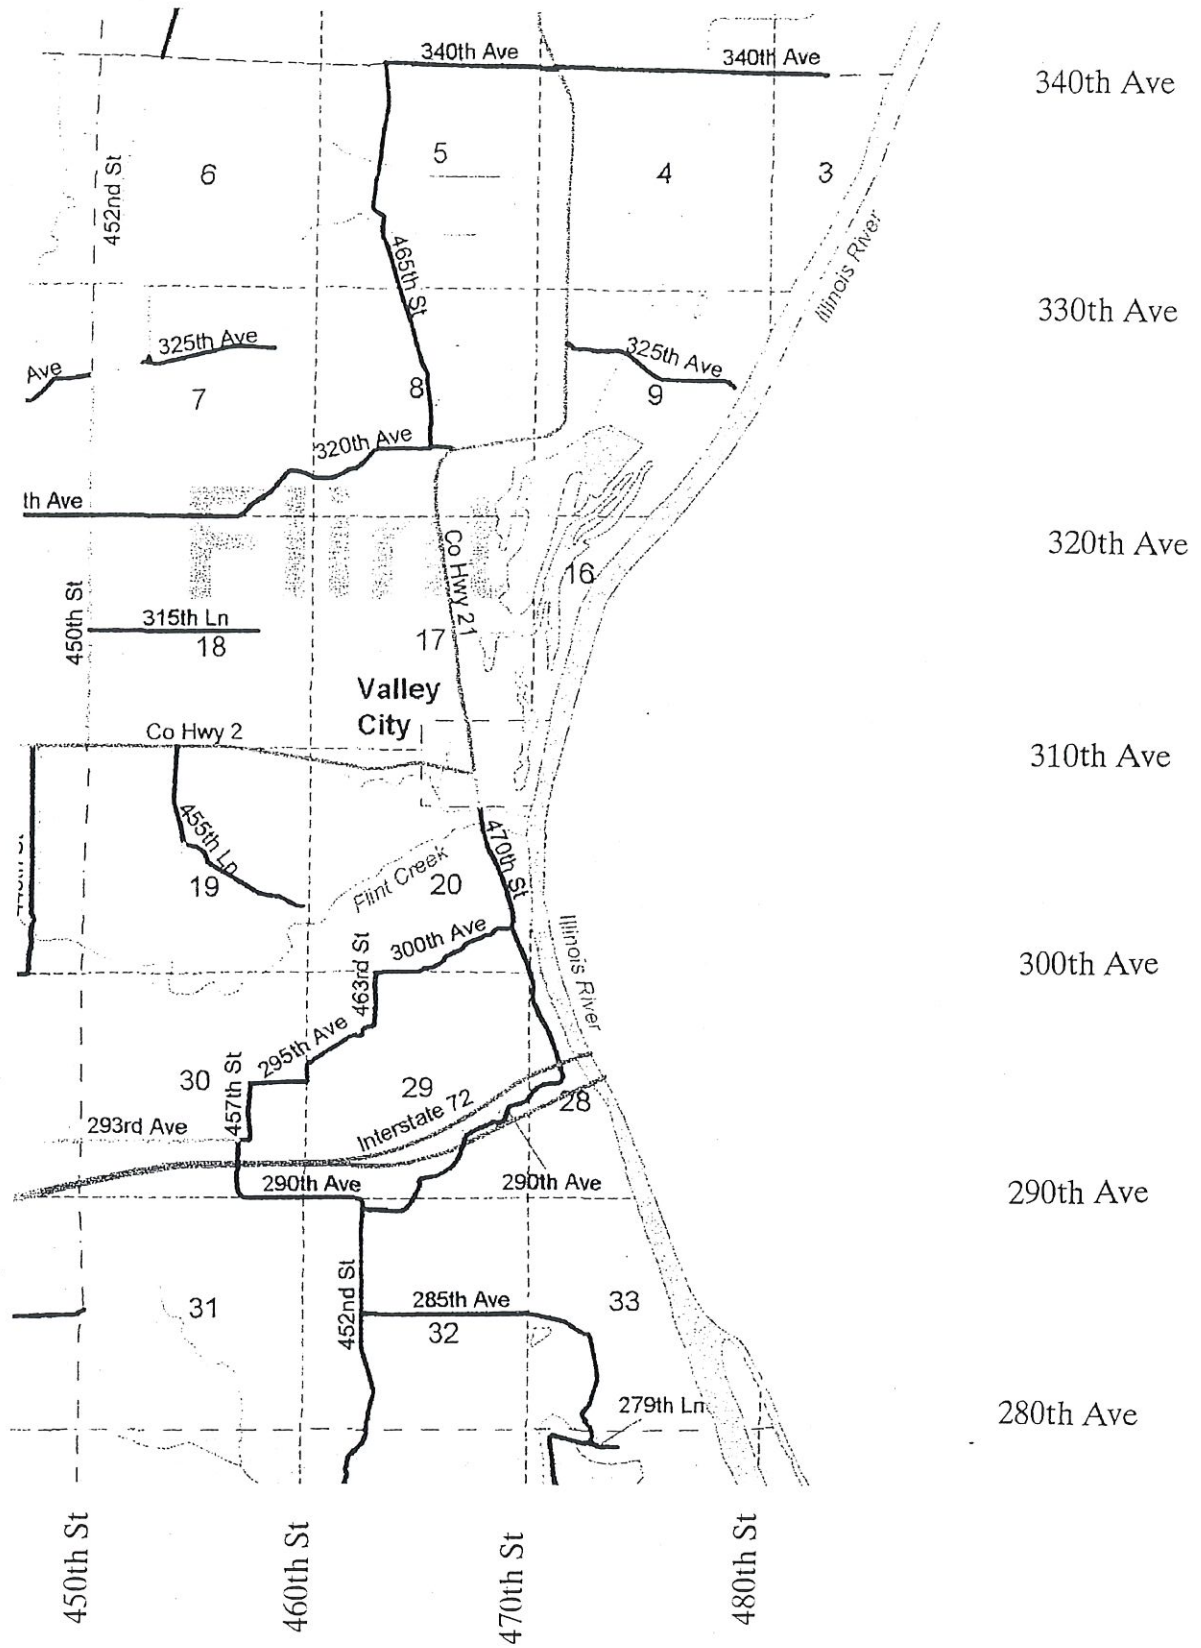 340th Ave
340th Ave
340th Ave
6
5
4
3
452nd St
465th St
Illinois River
330th Ave
325th Ave
325th Ave
Ave
7
8
9
320th Ave
th Ave
Flint
320th Ave
Co Hwy 21
16
450th St
315th Ln
18
17
Valley
City
Co Hwy 2
310th Ave
455th Ln
19
Flint Creek
20
470th St
300th Ave
463rd St
Illinois River
300th Ave
295th Ave
30
457th St
29
28
293rd Ave
Interstate 72
290th Ave
290th Ave
290th Ave
31
452nd St
285th Ave
32
33
279th Ln
280th Ave
450th St
460th St
470th St
480th St